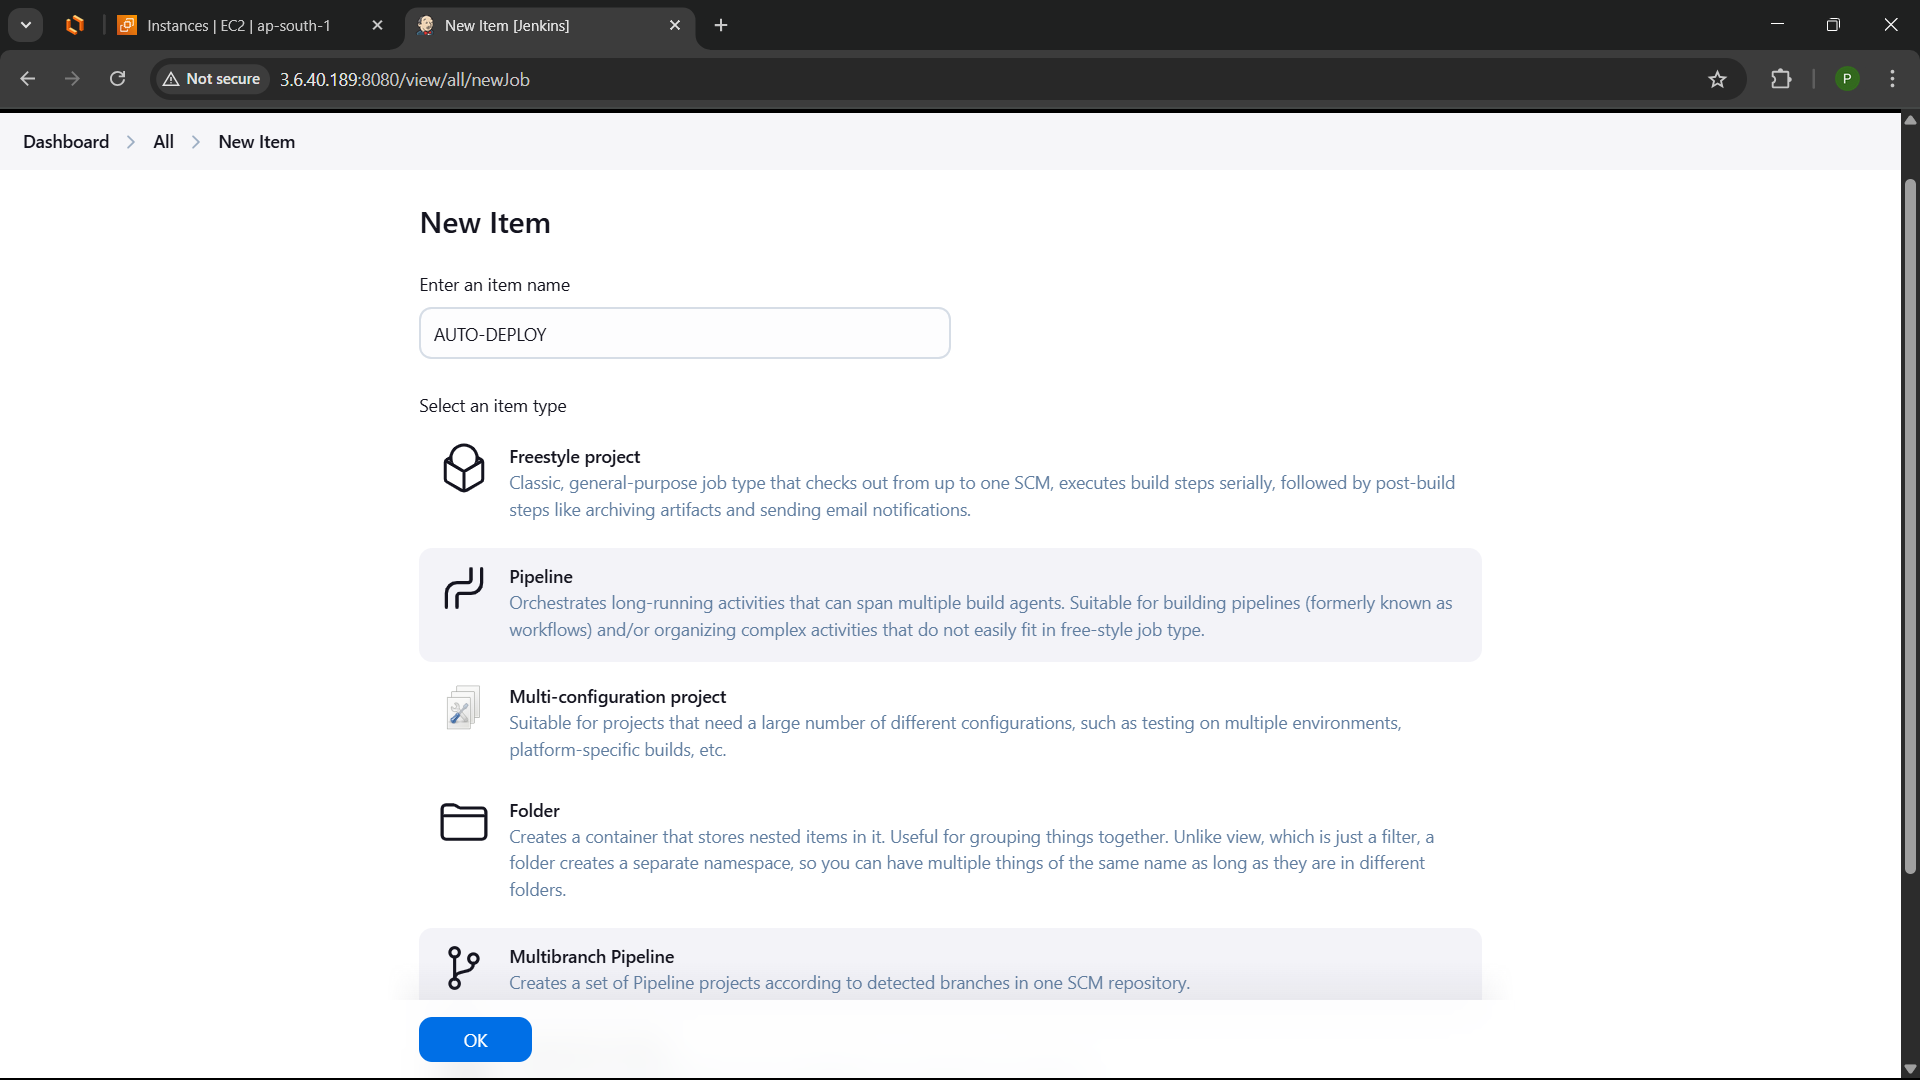 Instances | EC2 | ap-south-1
New Item [Jenkins]
Not secure
3.6.40.189:8080/view/all/newJob
P
Dashboard
All
New Item
New Item
Enter an item name
AUTO-DEPLOY
Select an item type
Freestyle project
Classic, general-purpose job type that checks out from up to one SCM, executes build steps serially, followed by post-build
steps like archiving artifacts and sending email notifications.
Pipeline
Orchestrates long-running activities that can span multiple build agents. Suitable for building pipelines (formerly known as
workflows) and/or organizing complex activities that do not easily fit in free-style job type.
Multi-configuration project
Suitable for projects that need a large number of different configurations, such as testing on multiple environments,
platform-specific builds, etc.
Folder
Creates a container that stores nested items in it. Useful for grouping things together. Unlike view, which is just a filter, a
folder creates a separate namespace, so you can have multiple things of the same name as long as they are in different
folders.
Multibranch Pipeline
Creates a set of Pipeline projects according to detected branches in one SCM repository.
OK